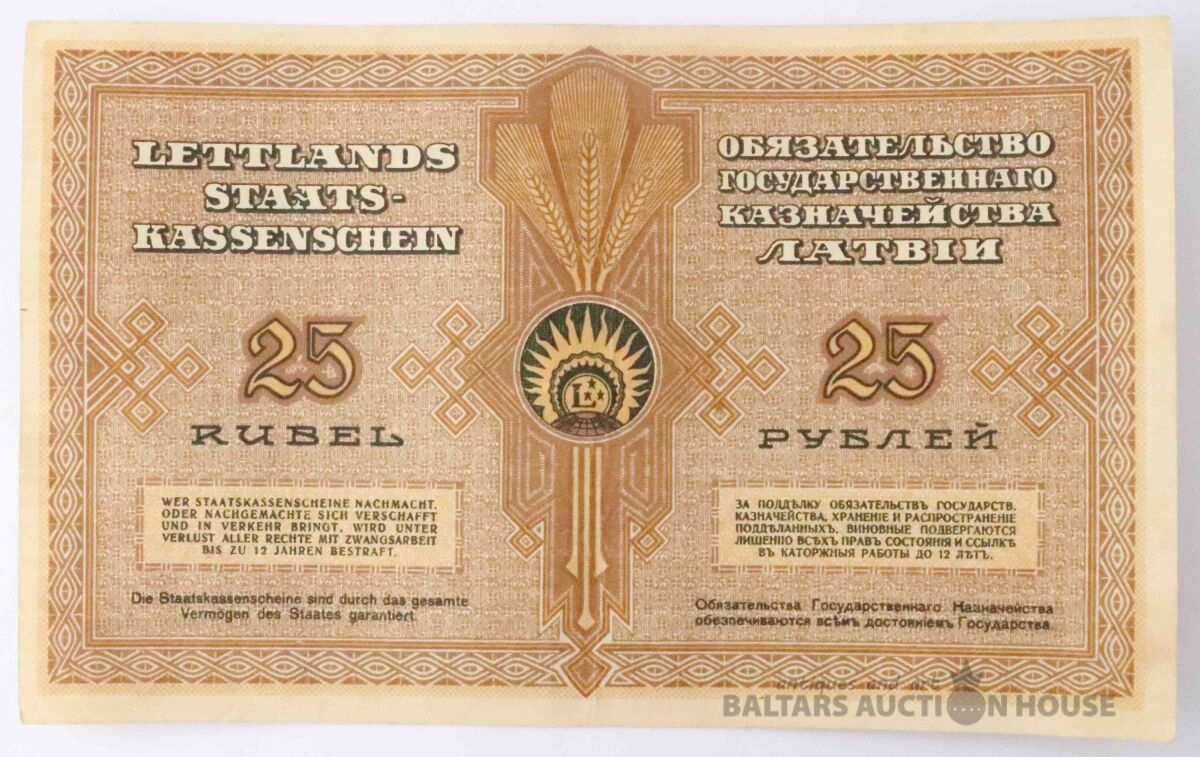 LETTLANDS
STAATS-
KASSENSCHEIN
25
RUBEL
WER STAATSKASSENSCHEINE NACHMACHT,
ODER NACHGEMACHTE SICH VERSCHAFFT
UND IN VERKEHR BRINGT, WIRD UNTER
VERLUST ALLER RECHTE MIT ZWANGSARBEIT
BIS ZU 12 JAHREN BESTRAFT.
Die Staatskassenscheine sind durch das gesamte
Vermögen des Staates garantiert.
L
ОБЯЗАТЕЛЬСТВО
ГОСУДАРСТВЕННАГО
КАЗНАЧЕЙСТВА
ЛАТВІИ
25
РУБЛЕЙ
ЗА ПОДДѢЛКУ ОБЯЗАТЕЛЬСТВЪ ГОСУДАРСТВ.
КАЗНАЧЕЙСТВА, ХРАНЕНІЕ И РАСПРОСТРАНЕНІЕ
ПОДДѢЛАННЫХЪ, ВИНОВНЫЕ ПОДВЕРГАЮТСЯ
ЛИШЕНІЮ ВСѢХЪ ПРАВЪ СОСТОЯНІЯ И ССЫЛКѢ
ВЪ КАТОРЖНЫЯ РАБОТЫ ДО 12 ЛѢТЪ.
Обязательства Государственнаго Казначейства
обезпечиваются всѣмъ достояніемъ Государства
antiques and art
BALTARS AUCTION HOUSE